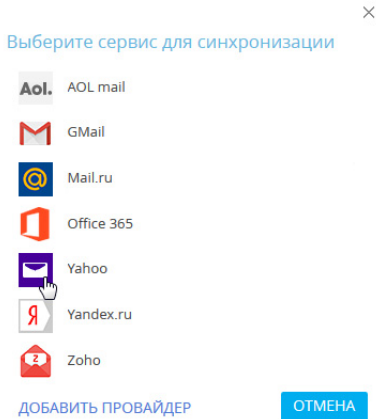 Выберите сервис для синхронизации
Aol. AOL mail
GMail
@ Mail.ru
Office 365
Yahoo
Я Yandex.ru
Z Zoho
ДОБАВИТЬ ПРОВАЙДЕР ОТМЕНА